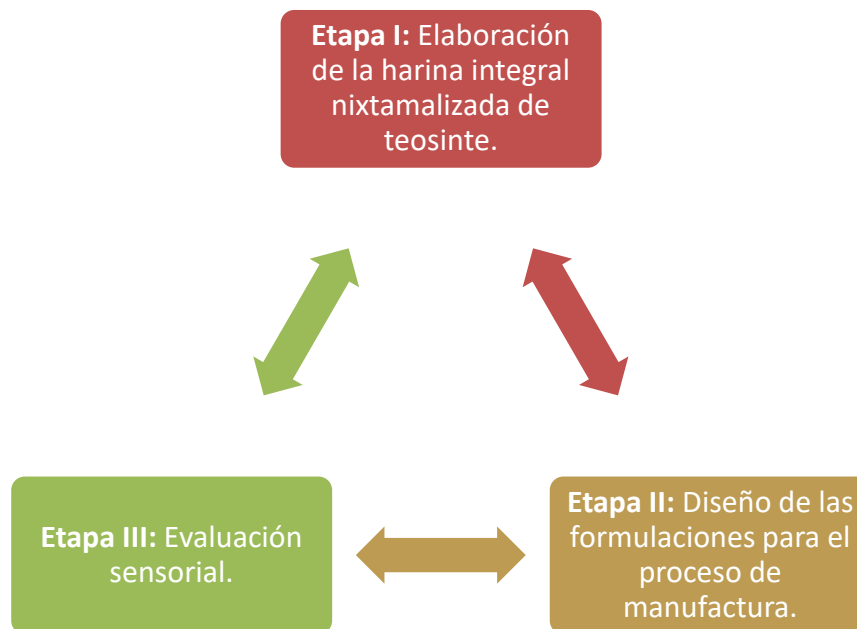 Etapa I: Elaboración
de la harina integral
nixtamalizada de
teosinte.
Etapa III: Evaluación
sensorial.
Etapa II: Diseño de las
formulaciones para el
proceso de
manufactura.